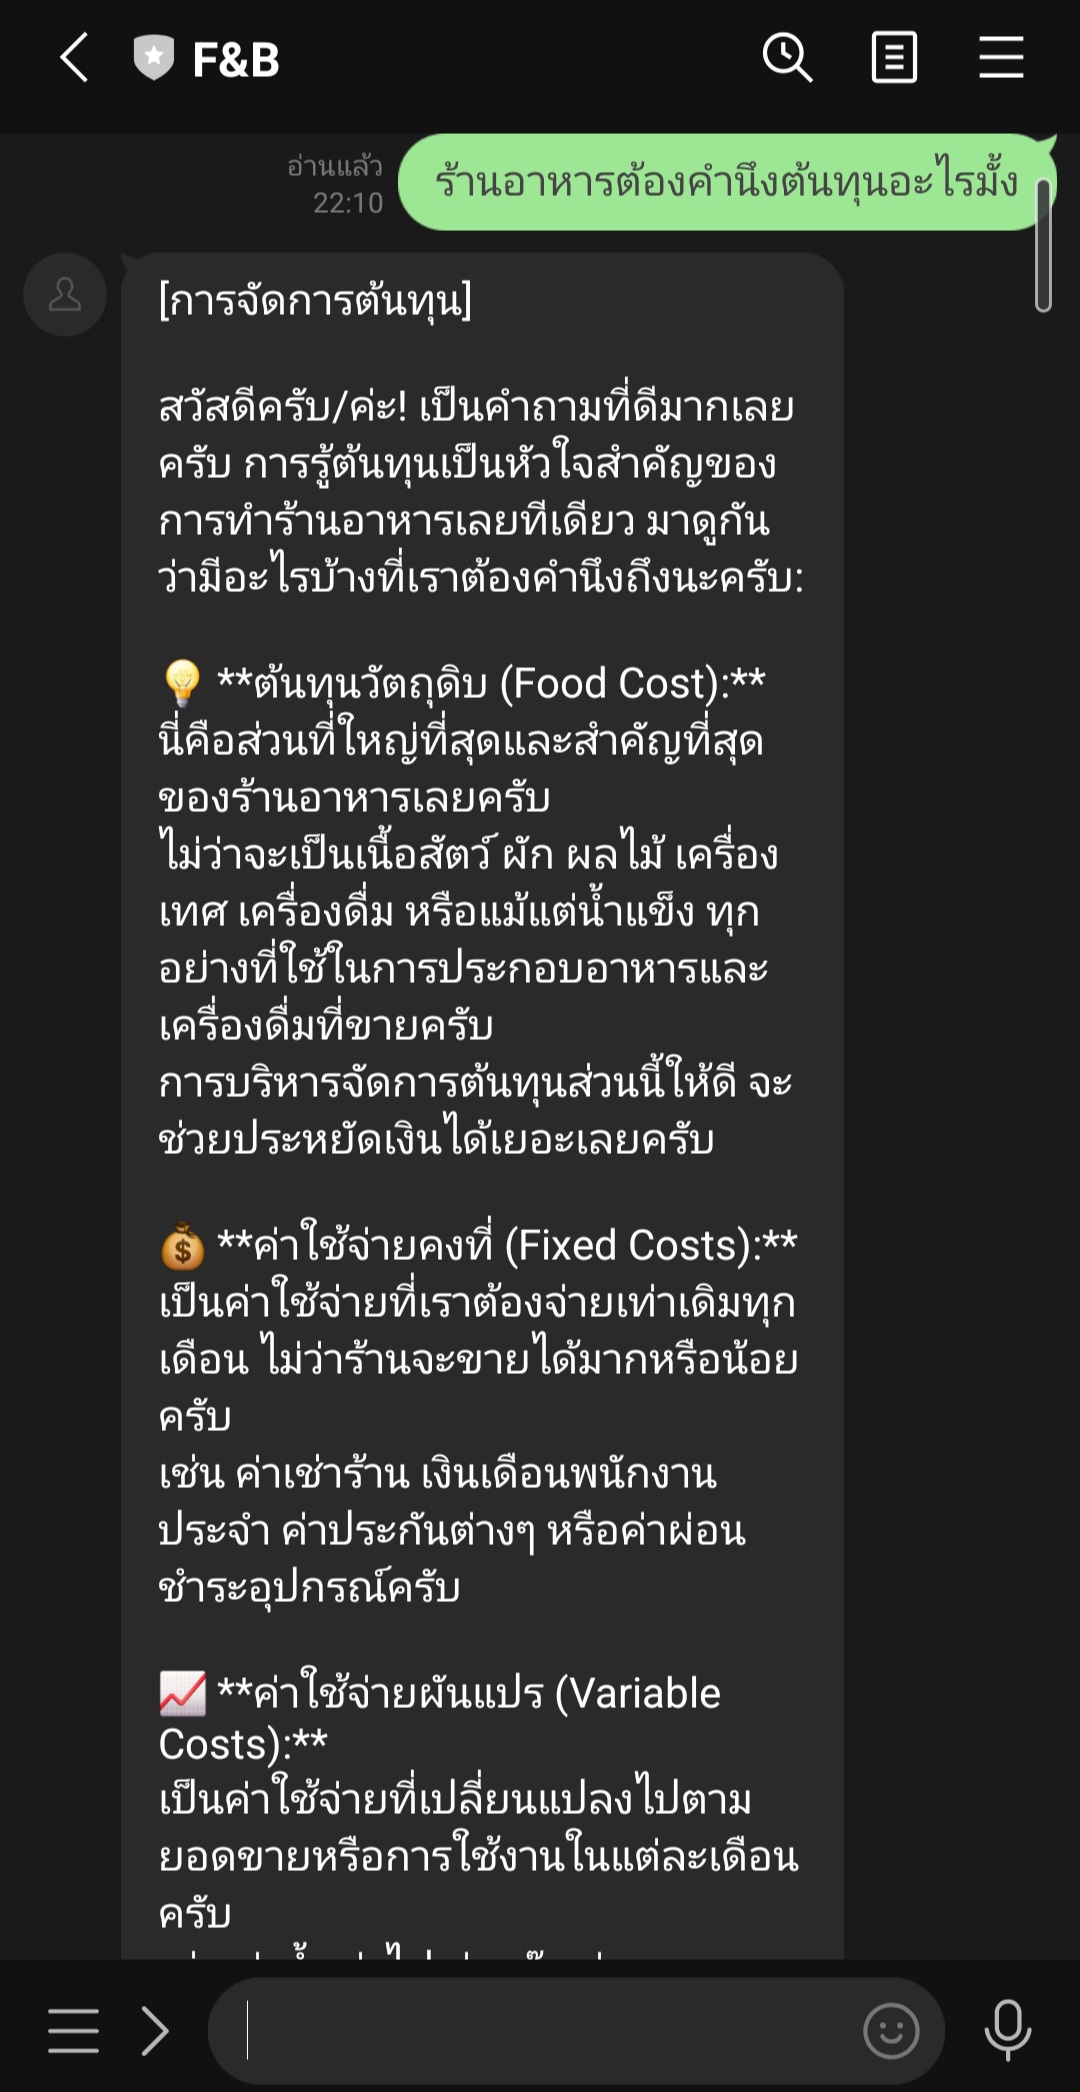 F&B
อ่านแล้ว
22:10
ร้านอาหารต้องคำนึงต้นทุนอะไรมั้ง
[การจัดการต้นทุน]
สวัสดีครับ/ค่ะ! เป็นคำถามที่ดีมากเลย
ครับ การรู้ต้นทุนเป็นหัวใจสำคัญของ
การทำร้านอาหารเลยทีเดียว มาดูกัน
ว่ามีอะไรบ้างที่เราต้องคำนึงถึงนะครับ:
💡 **ต้นทุนวัตถุดิบ (Food Cost):**
นี่คือส่วนที่ใหญ่ที่สุดและสำคัญที่สุด
ของร้านอาหารเลยครับ
ไม่ว่าจะเป็นเนื้อสัตว์ ผัก ผลไม้ เครื่อง
เทศ เครื่องดื่ม หรือแม้แต่น้ำแข็ง ทุก
อย่างที่ใช้ในการประกอบอาหารและ
เครื่องดื่มที่ขายครับ
การบริหารจัดการต้นทุนส่วนนี้ให้ดี จะ
ช่วยประหยัดเงินได้เยอะเลยครับ
💰 **ค่าใช้จ่ายคงที่ (Fixed Costs):**
เป็นค่าใช้จ่ายที่เราต้องจ่ายเท่าเดิมทุก
เดือน ไม่ว่าร้านจะขายได้มากหรือน้อย
ครับ
เช่น ค่าเช่าร้าน เงินเดือนพนักงาน
ประจำ ค่าประกันต่างๆ หรือค่าผ่อน
ชำระอุปกรณ์ครับ
📈 **ค่าใช้จ่ายผันแปร (Variable
Costs):**
เป็นค่าใช้จ่ายที่เปลี่ยนแปลงไปตาม
ยอดขายหรือการใช้งานในแต่ละเดือน
ครับ